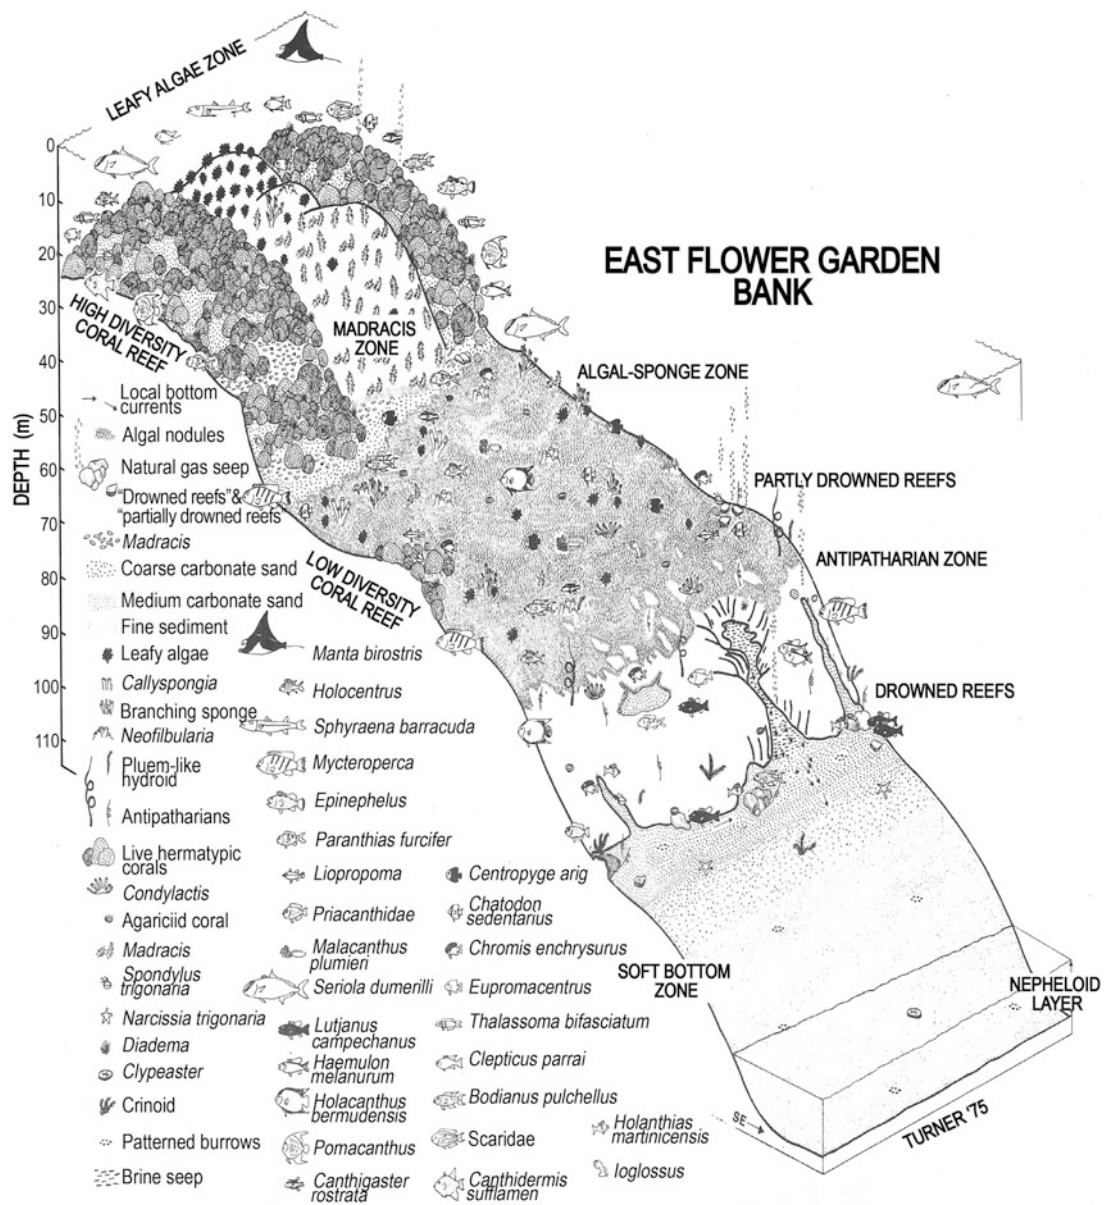 LEAFY ALGAE ZONE
EAST FLOWER GARDEN
BANK
0
10
20
30
40
50
60
70
80
90
100
110
DEPTH (m)
HIGH DIVERSITY
CORAL REEF
MADRACIS
ZONE
ALGAL-SPONGE ZONE
PARTLY DROWNED REEFS
ANTIPATHARIAN ZONE
LOW DIVERSITY
CORAL REEF
DROWNED REEFS
SOFT BOTTOM
ZONE
NEPHELOID
LAYER
SE
TURNER '75
Local bottom
currents
Algal nodules
Natural gas seep
"Drowned reefs" &
"partially drowned reefs"
Madracis
Coarse carbonate sand
Medium carbonate sand
Fine sediment
Leafy algae
Callyspongia
Branching sponge
Neofilbularia
Pluem-like
hydroid
Antipatharians
Live hermatypic
corals
Condylactis
Agariciid coral
Madracis
Spondylus
trigonaria
Narcissia trigonaria
Diadema
Clypeaster
Crinoid
Patterned burrows
Brine seep
Manta birostris
Holocentrus
Sphyraena barracuda
Mycteroperca
Epinephelus
Paranthias furcifer
Liopropoma
Priacanthidae
Malacanthus
plumieri
Seriola dumerilli
Lutjanus
campechanus
Haemulon
melanurum
Holacanthus
bermudensis
Pomacanthus
Canthigaster
rostrata
Centropyge arig
Chatodon
sedentarius
Chromis enchrysurus
Eupromacentrus
Thalassoma bifasciatum
Clepticus parrai
Bodianus pulchellus
Scaridae
Canthidermis
sufflamen
Holanthias
martinicensis
Ioglossus